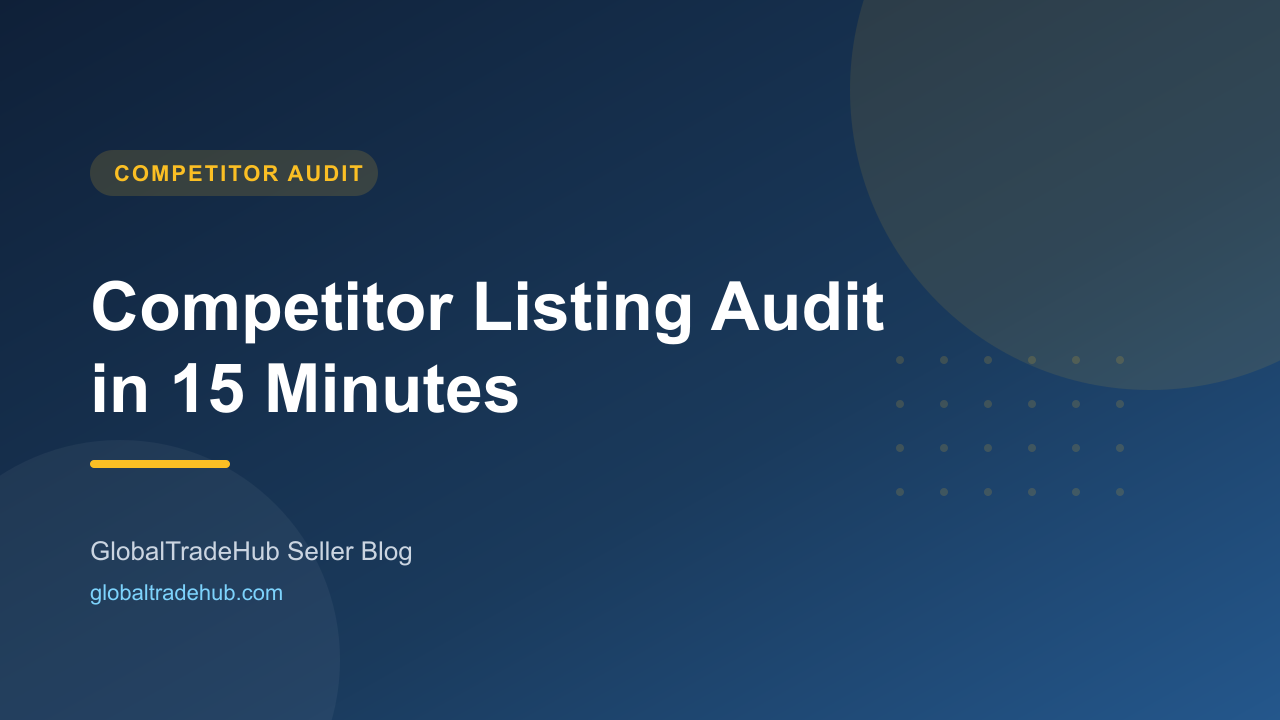 COMPETITOR AUDIT
Competitor Listing Audit
in 15 Minutes
GlobalTradeHub Seller Blog
globaltradehub.com